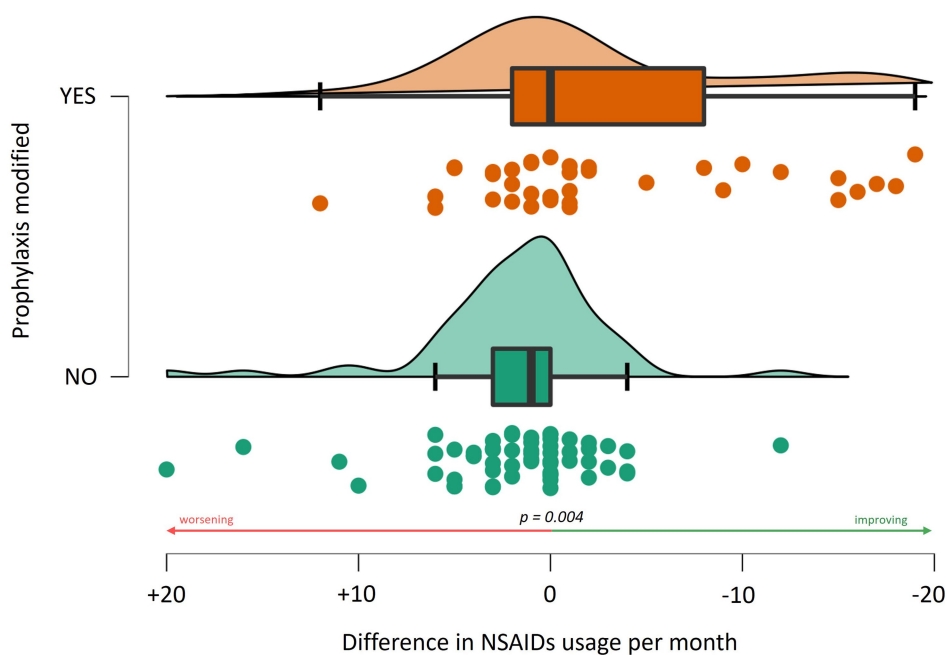 Prophylaxis modified
YES
NO
worsening
p = 0.004
improving
+20
+10
0
-10
-20
Difference in NSAIDs usage per month